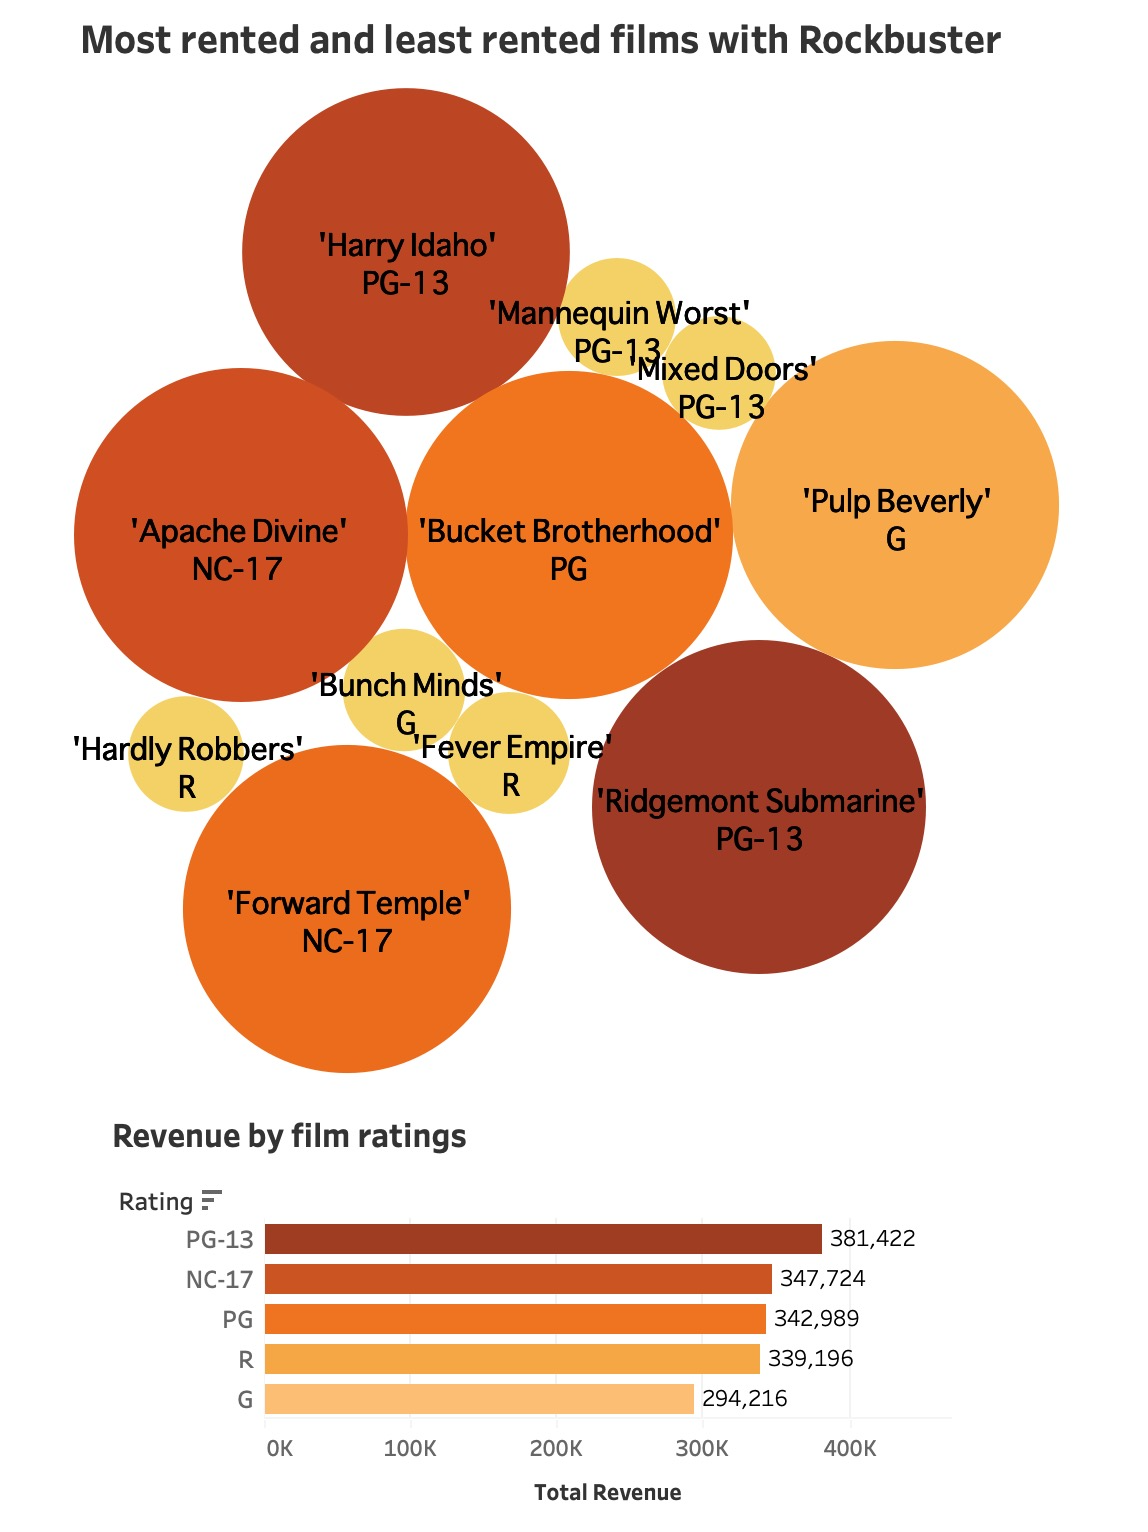 Most rented and least rented films with Rockbuster
'Harry Idaho'
PG-13
'Mannequin Worst'
PG-13
'Mixed Doors'
PG-13
'Pulp Beverly'
G
'Apache Divine'
NC-17
'Bucket Brotherhood'
PG
'Bunch Minds'
G
'Hardly Robbers'
R
'Fever Empire'
R
'Ridgemont Submarine'
PG-13
'Forward Temple'
NC-17
Revenue by film ratings
Rating
PG-13 381,422
NC-17 347,724
PG 342,989
R 339,196
G 294,216
0K 100K 200K 300K 400K
Total Revenue